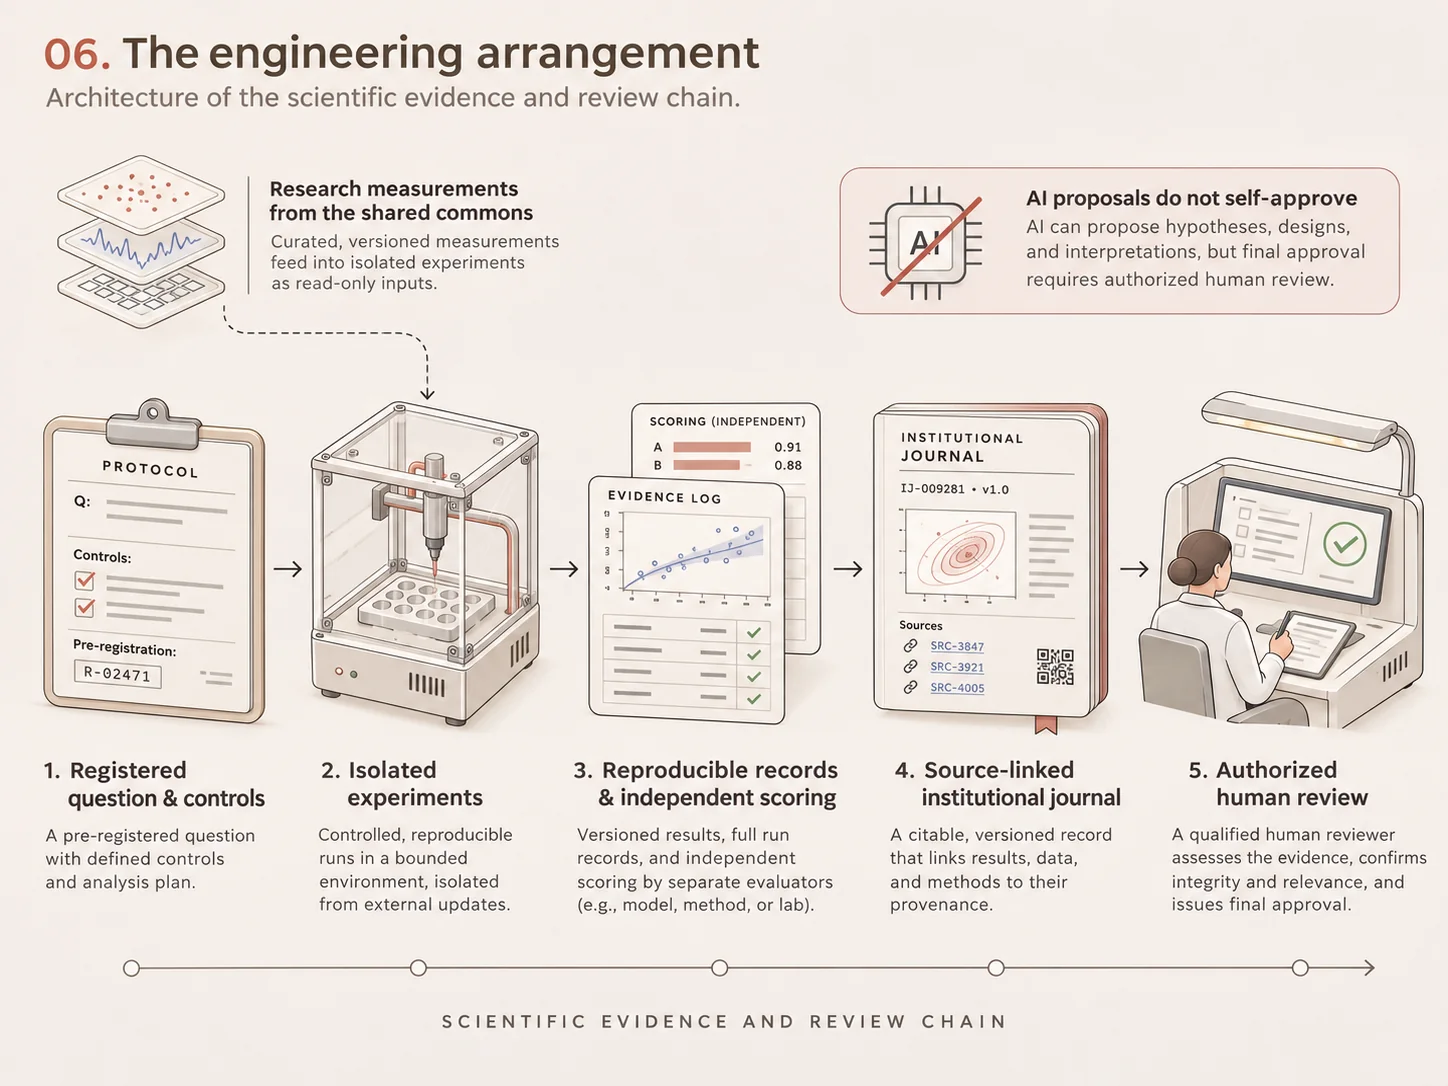 06. The engineering arrangement
Architecture of the scientific evidence and review chain.
Research measurements
from the shared commons
Curated, versioned measurements
feed into isolated experiments
as read-only inputs.
AI
AI proposals do not self-approve
AI can propose hypotheses, designs,
and interpretations, but final approval
requires authorized human review.
PROTOCOL
Q:
Controls:
Pre-registration:
R-02471
SCORING (INDEPENDENT)
A 0.91
B 0.88
EVIDENCE LOG
INSTITUTIONAL
JOURNAL
IJ-009281 • v1.0
Sources
SRC-3847
SRC-3921
SRC-4005
1. Registered
question & controls
A pre-registered question
with defined controls
and analysis plan.
2. Isolated
experiments
Controlled, reproducible
runs in a bounded
environment, isolated
from external updates.
3. Reproducible records
& independent scoring
Versioned results, full run
records, and independent
scoring by separate evaluators
(e.g., model, method, or lab).
4. Source-linked
institutional journal
A citable, versioned record
that links results, data,
and methods to their
provenance.
5. Authorized
human review
A qualified human reviewer
assesses the evidence, confirms
integrity and relevance, and
issues final approval.
SCIENTIFIC EVIDENCE AND REVIEW CHAIN